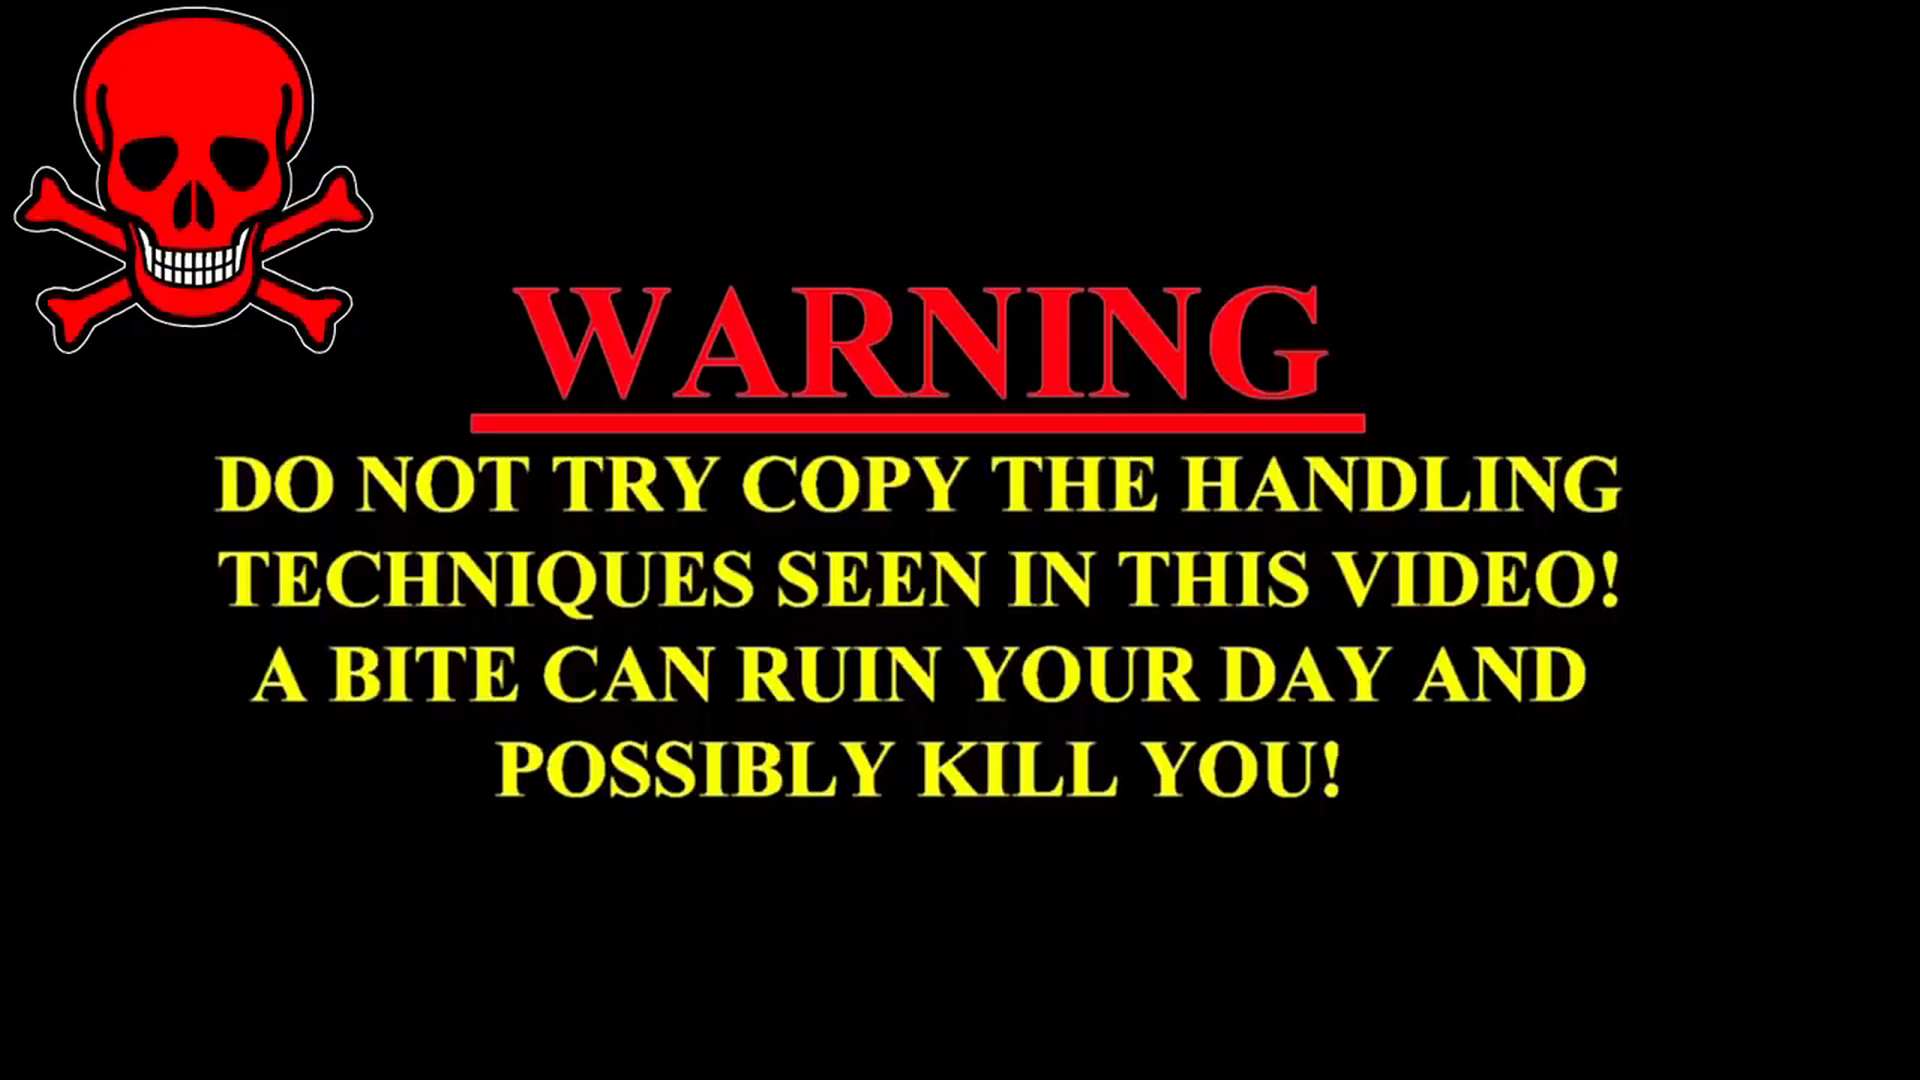 WARNING
DO NOT TRY COPY THE HANDLING
TECHNIQUES SEEN IN THIS VIDEO!
A BITE CAN RUIN YOUR DAY AND
POSSIBLY KILL YOU!